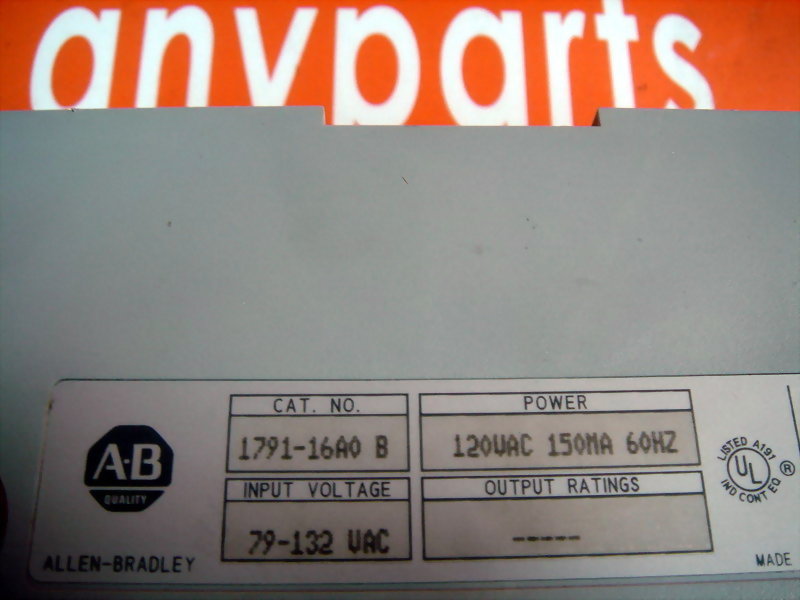 anyparts
CAT. NO.
1791-16A0 B
POWER
120VAC 150MA 60HZ
INPUT VOLTAGE
79-132 VAC
OUTPUT RATINGS
-----
A·B
QUALITY
ALLEN-BRADLEY
LISTED A191
UL
IND CONT EQ
®
MADE